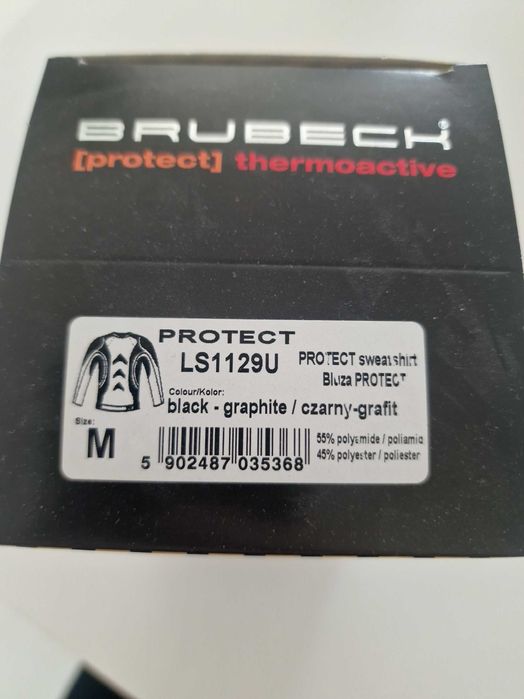 BRUBECK®
[protect] thermoactive
PROTECT
LS1129U
PROTECT sweatshirt
Bluza PROTECT
Colour/Kolor:
black - graphite / czarny-grafit
Size:
M
55% polyamide / poliamid
45% polyester / poliester
5 902487 035368